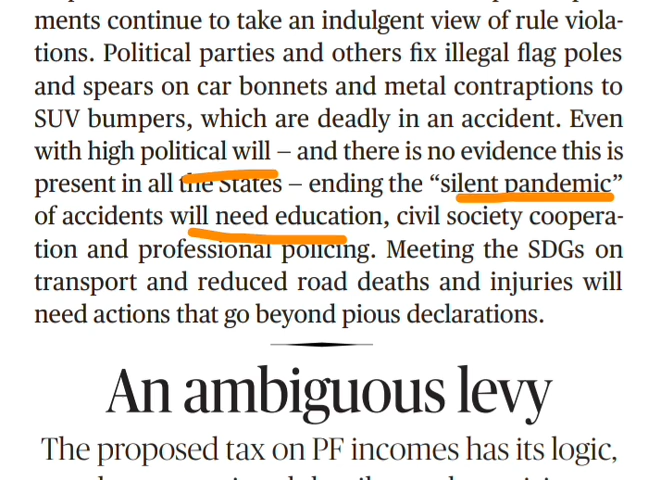 ments continue to take an indulgent view of rule viola-
tions. Political parties and others fix illegal flag poles
and spears on car bonnets and metal contraptions to
SUV bumpers, which are deadly in an accident. Even
with high political will – and there is no evidence this is
present in all the States – ending the “silent pandemic”
of accidents will need education, civil society coopera-
tion and professional policing. Meeting the SDGs on
transport and reduced road deaths and injuries will
need actions that go beyond pious declarations.
An ambiguous levy
The proposed tax on PF incomes has its logic,